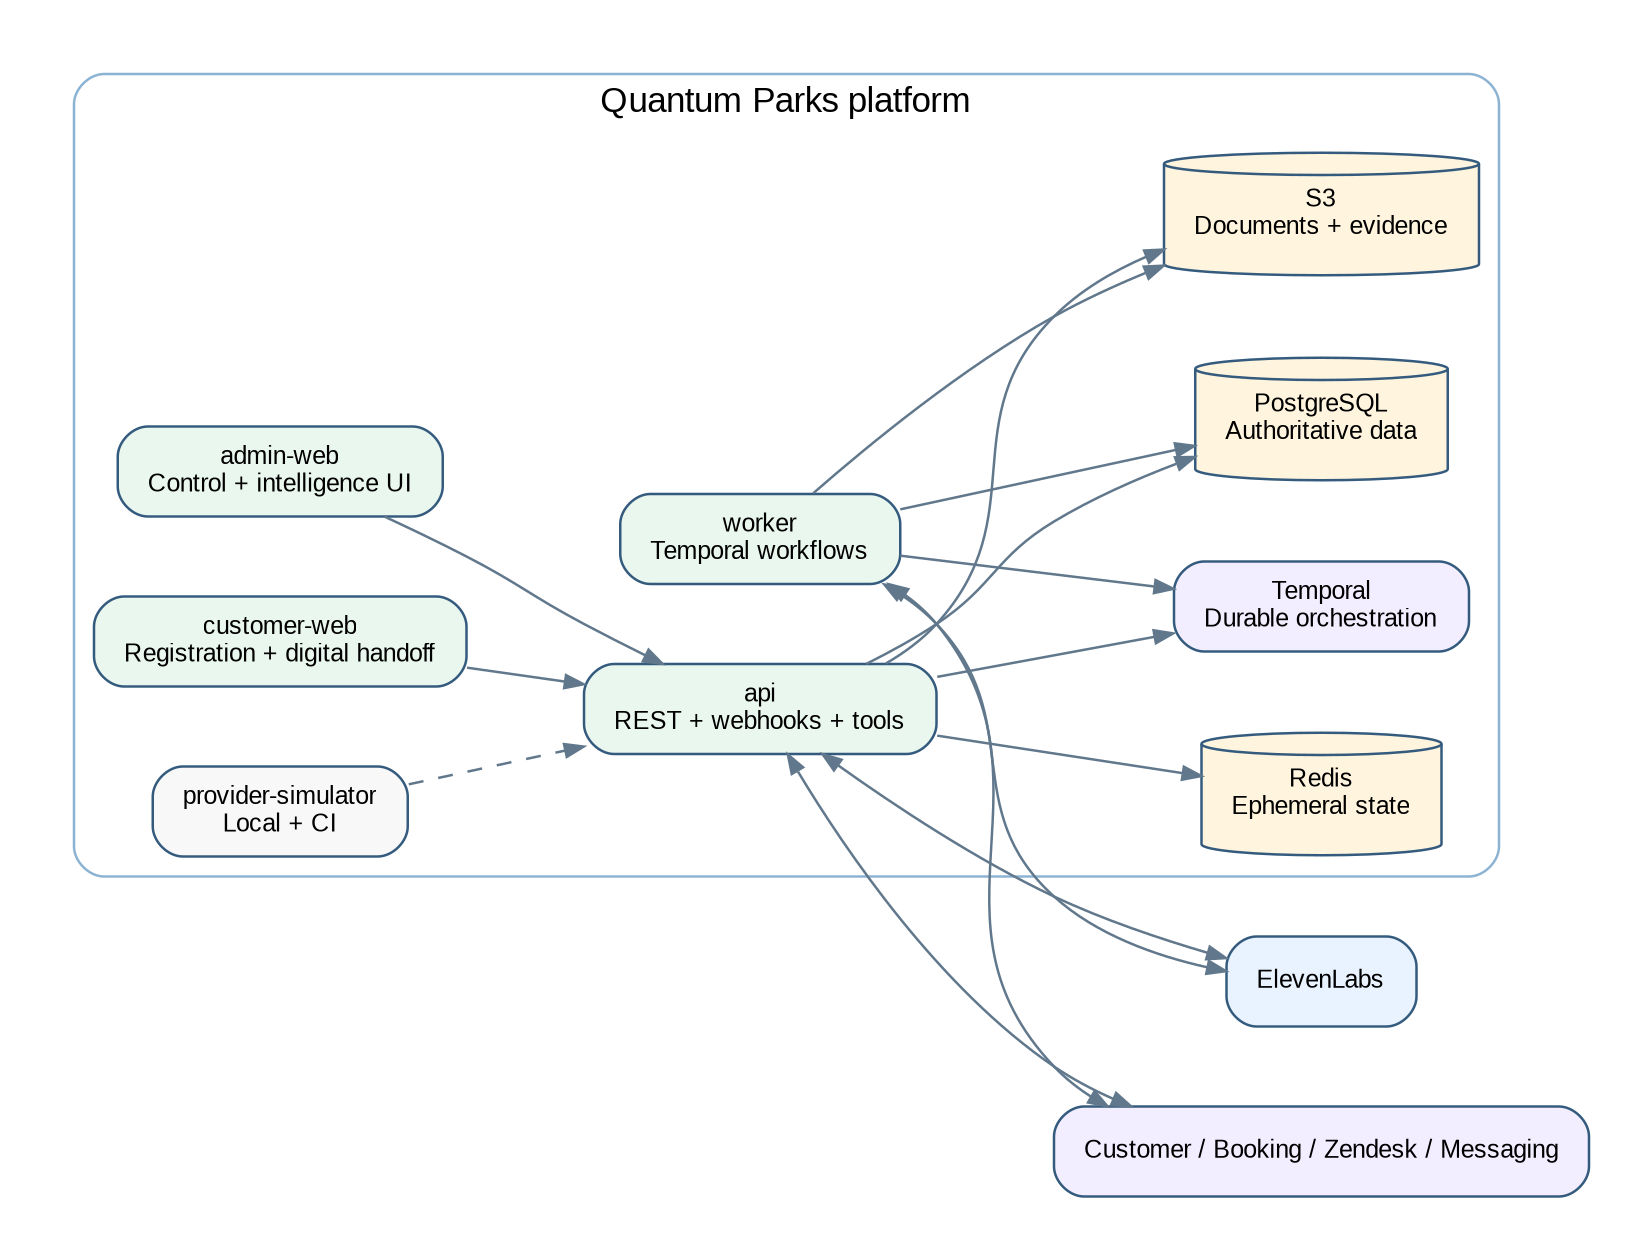 Quantum Parks platform
S3
Documents + evidence
PostgreSQL
Authoritative data
admin-web
Control + intelligence UI
worker
Temporal workflows
Temporal
Durable orchestration
customer-web
Registration + digital handoff
api
REST + webhooks + tools
provider-simulator
Local + CI
Redis
Ephemeral state
ElevenLabs
Customer / Booking / Zendesk / Messaging